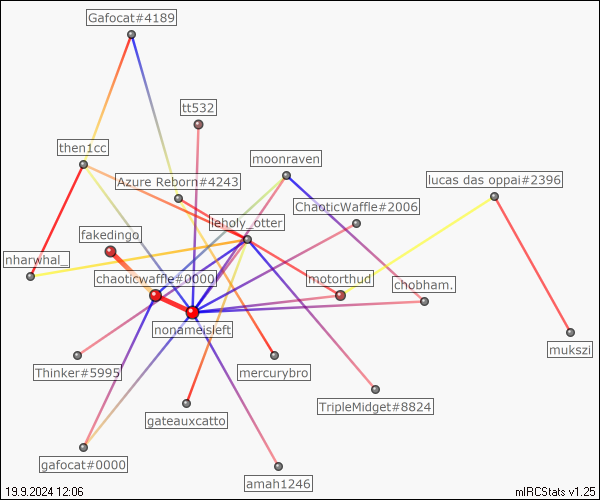 Gafocat#4189
tt532
then1cc
moonraven
Azure Reborn#4243
lucas das oppai#2396
ChaoticWaffle#2006
leholy_otter
fakedingo
nharwhal_
chaoticwaffle#0000
motorthud
chobham.
nonameisleft
mukszi
Thinker#5995
mercurybro
TripleMidget#8824
gateauxcatto
gafocat#0000
amah1246
19.9.2024 12:06
mIRCStats v1.25